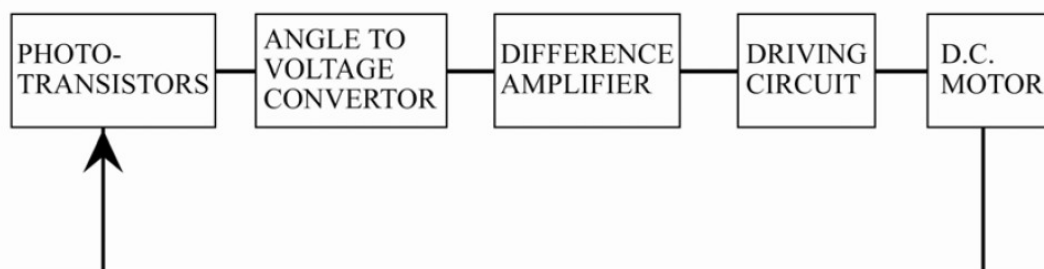 PHOTO-
TRANSISTORS
ANGLE TO
VOLTAGE
CONVERTOR
DIFFERENCE
AMPLIFIER
DRIVING
CIRCUIT
D.C.
MOTOR